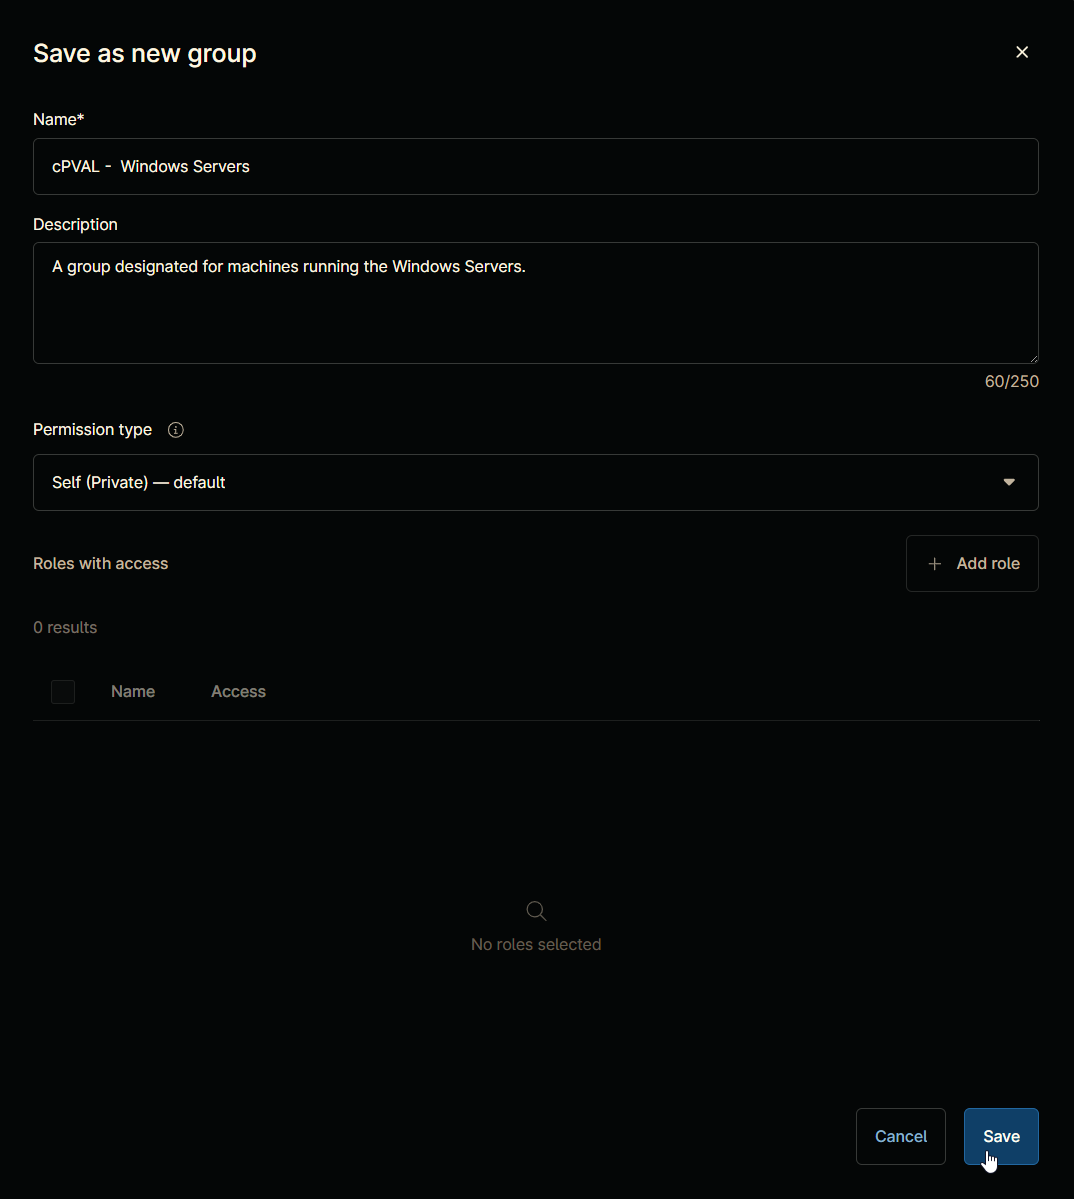 Save as new group
Name*
cPVAL -  Windows Servers
Description
A group designated for machines running the Windows Servers.
60/250
Permission type
Self (Private) — default
Roles with access
Add role
0 results
Name Access
No roles selected
Cancel Save